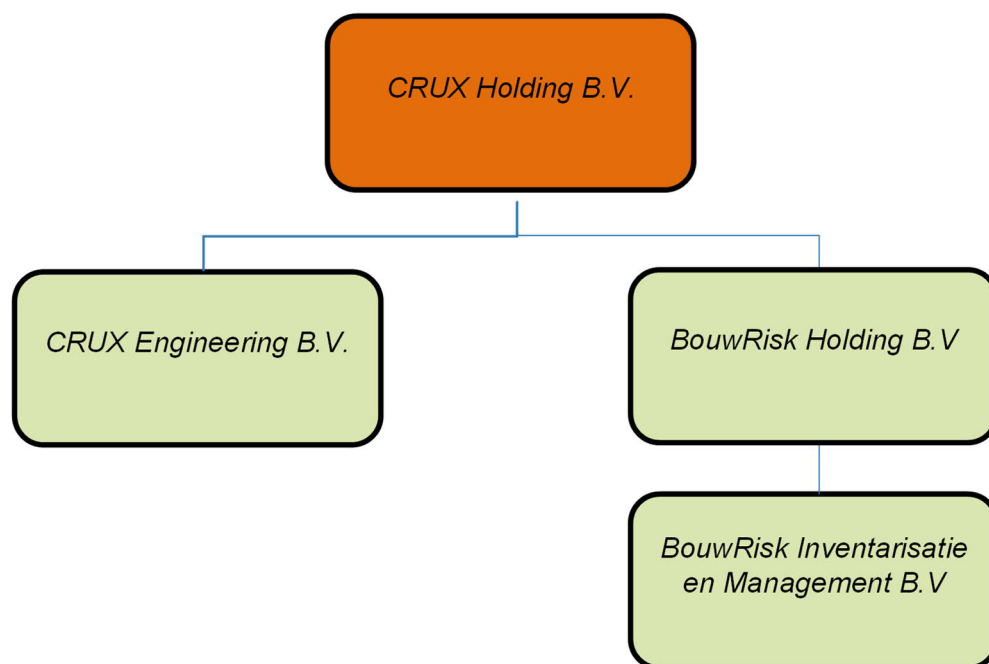 CRUX Holding B.V.
CRUX Engineering B.V.
BouwRisk Holding B.V
BouwRisk Inventarisatie
en Management B.V